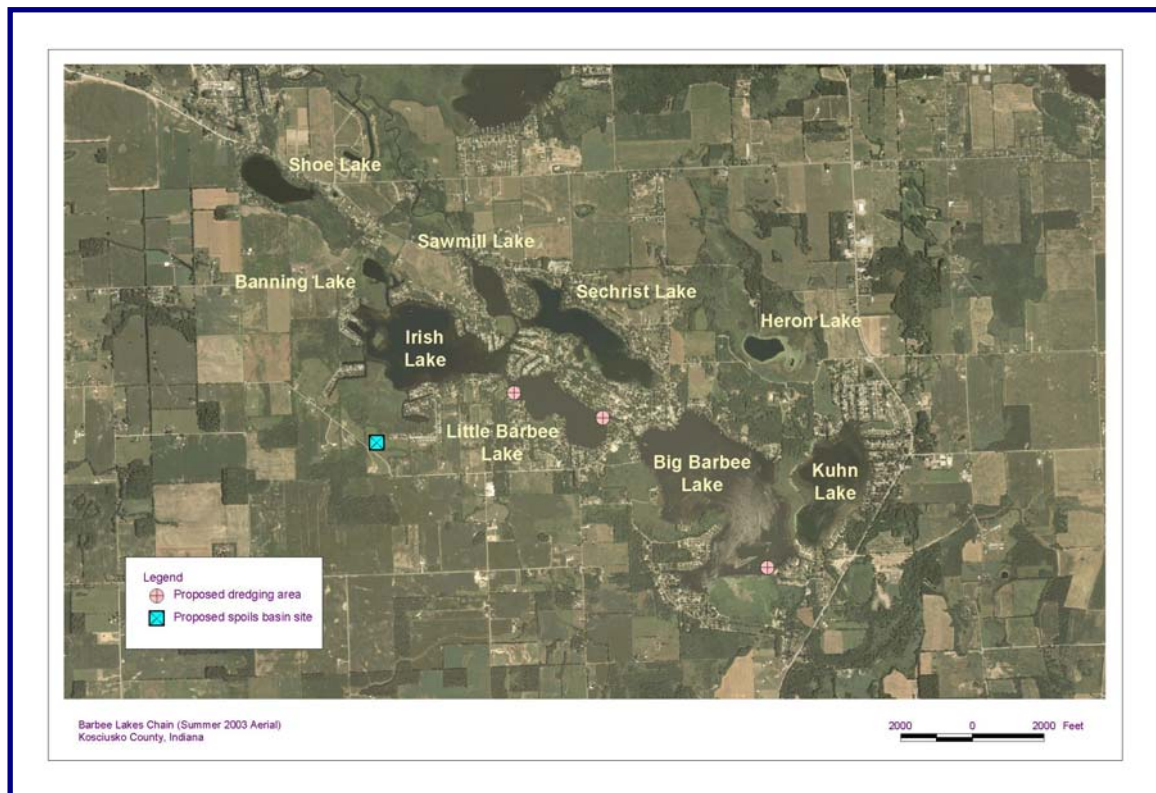 Shoe Lake
Sawmill Lake
Banning Lake
Sechrist Lake
Heron Lake
Irish
Lake
Little Barbee
Lake
Big Barbee
Lake
Kuhn
Lake
Legend
Proposed dredging area
Proposed spoils basin site
Barbee Lakes Chain (Summer 2003 Aerial)
Kosciusko County, Indiana
2000 0 2000 Feet